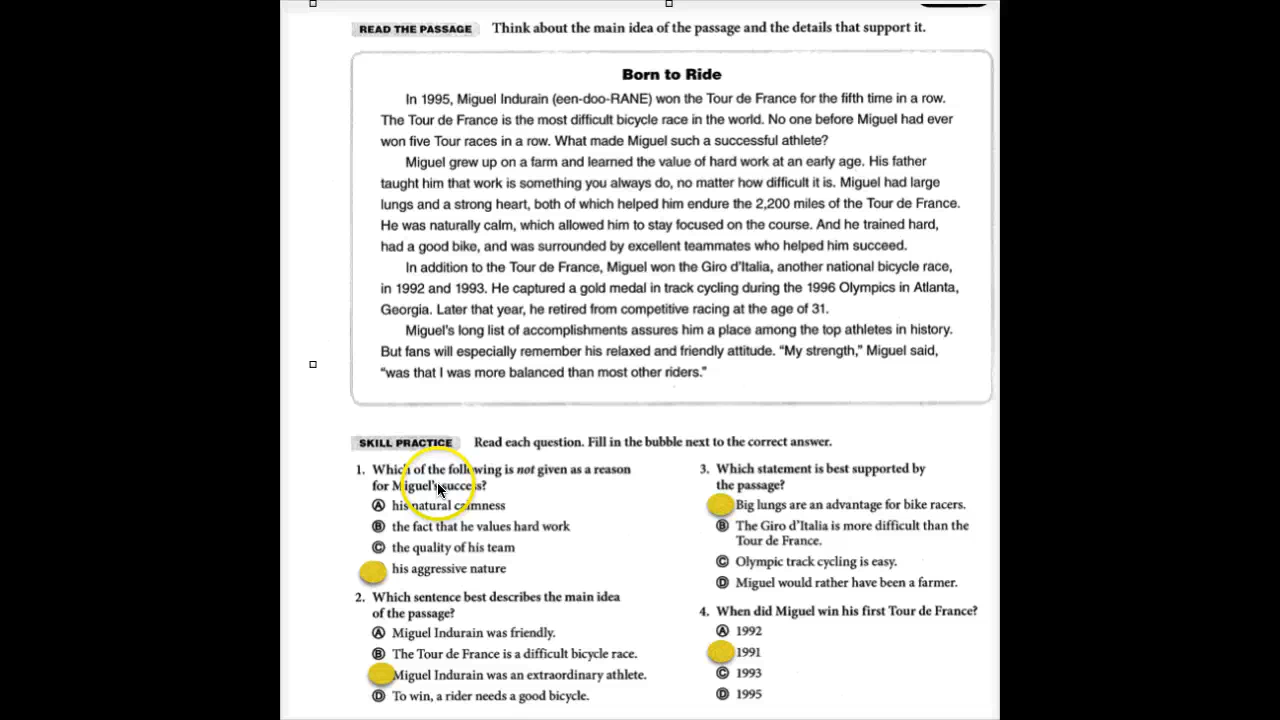 READ THE PASSAGE Think about the main idea of the passage and the details that support it.
Born to Ride
In 1995, Miguel Indurain (een-doo-RANE) won the Tour de France for the fifth time in a row.
The Tour de France is the most difficult bicycle race in the world. No one before Miguel had ever
won five Tour races in a row. What made Miguel such a successful athlete?
Miguel grew up on a farm and learned the value of hard work at an early age. His father
taught him that work is something you always do, no matter how difficult it is. Miguel had large
lungs and a strong heart, both of which helped him endure the 2,200 miles of the Tour de France.
He was naturally calm, which allowed him to stay focused on the course. And he trained hard,
had a good bike, and was surrounded by excellent teammates who helped him succeed.
In addition to the Tour de France, Miguel won the Giro d'Italia, another national bicycle race,
in 1992 and 1993. He captured a gold medal in track cycling during the 1996 Olympics in Atlanta,
Georgia. Later that year, he retired from competitive racing at the age of 31.
Miguel's long list of accomplishments assures him a place among the top athletes in history.
But fans will especially remember his relaxed and friendly attitude. “My strength,” Miguel said,
“was that I was more balanced than most other riders.”
SKILL PRACTICE Read each question. Fill in the bubble next to the correct answer.
1. Which of the following is not given as a reason
for Miguel's success?
A his natural calmness
B the fact that he values hard work
C the quality of his team
his aggressive nature
2. Which sentence best describes the main idea
of the passage?
A Miguel Indurain was friendly.
B The Tour de France is a difficult bicycle race.
Miguel Indurain was an extraordinary athlete.
D To win, a rider needs a good bicycle.
3. Which statement is best supported by
the passage?
Big lungs are an advantage for bike racers.
B The Giro d'Italia is more difficult than the
Tour de France.
C Olympic track cycling is easy.
D Miguel would rather have been a farmer.
4. When did Miguel win his first Tour de France?
A 1992
1991
C 1993
D 1995